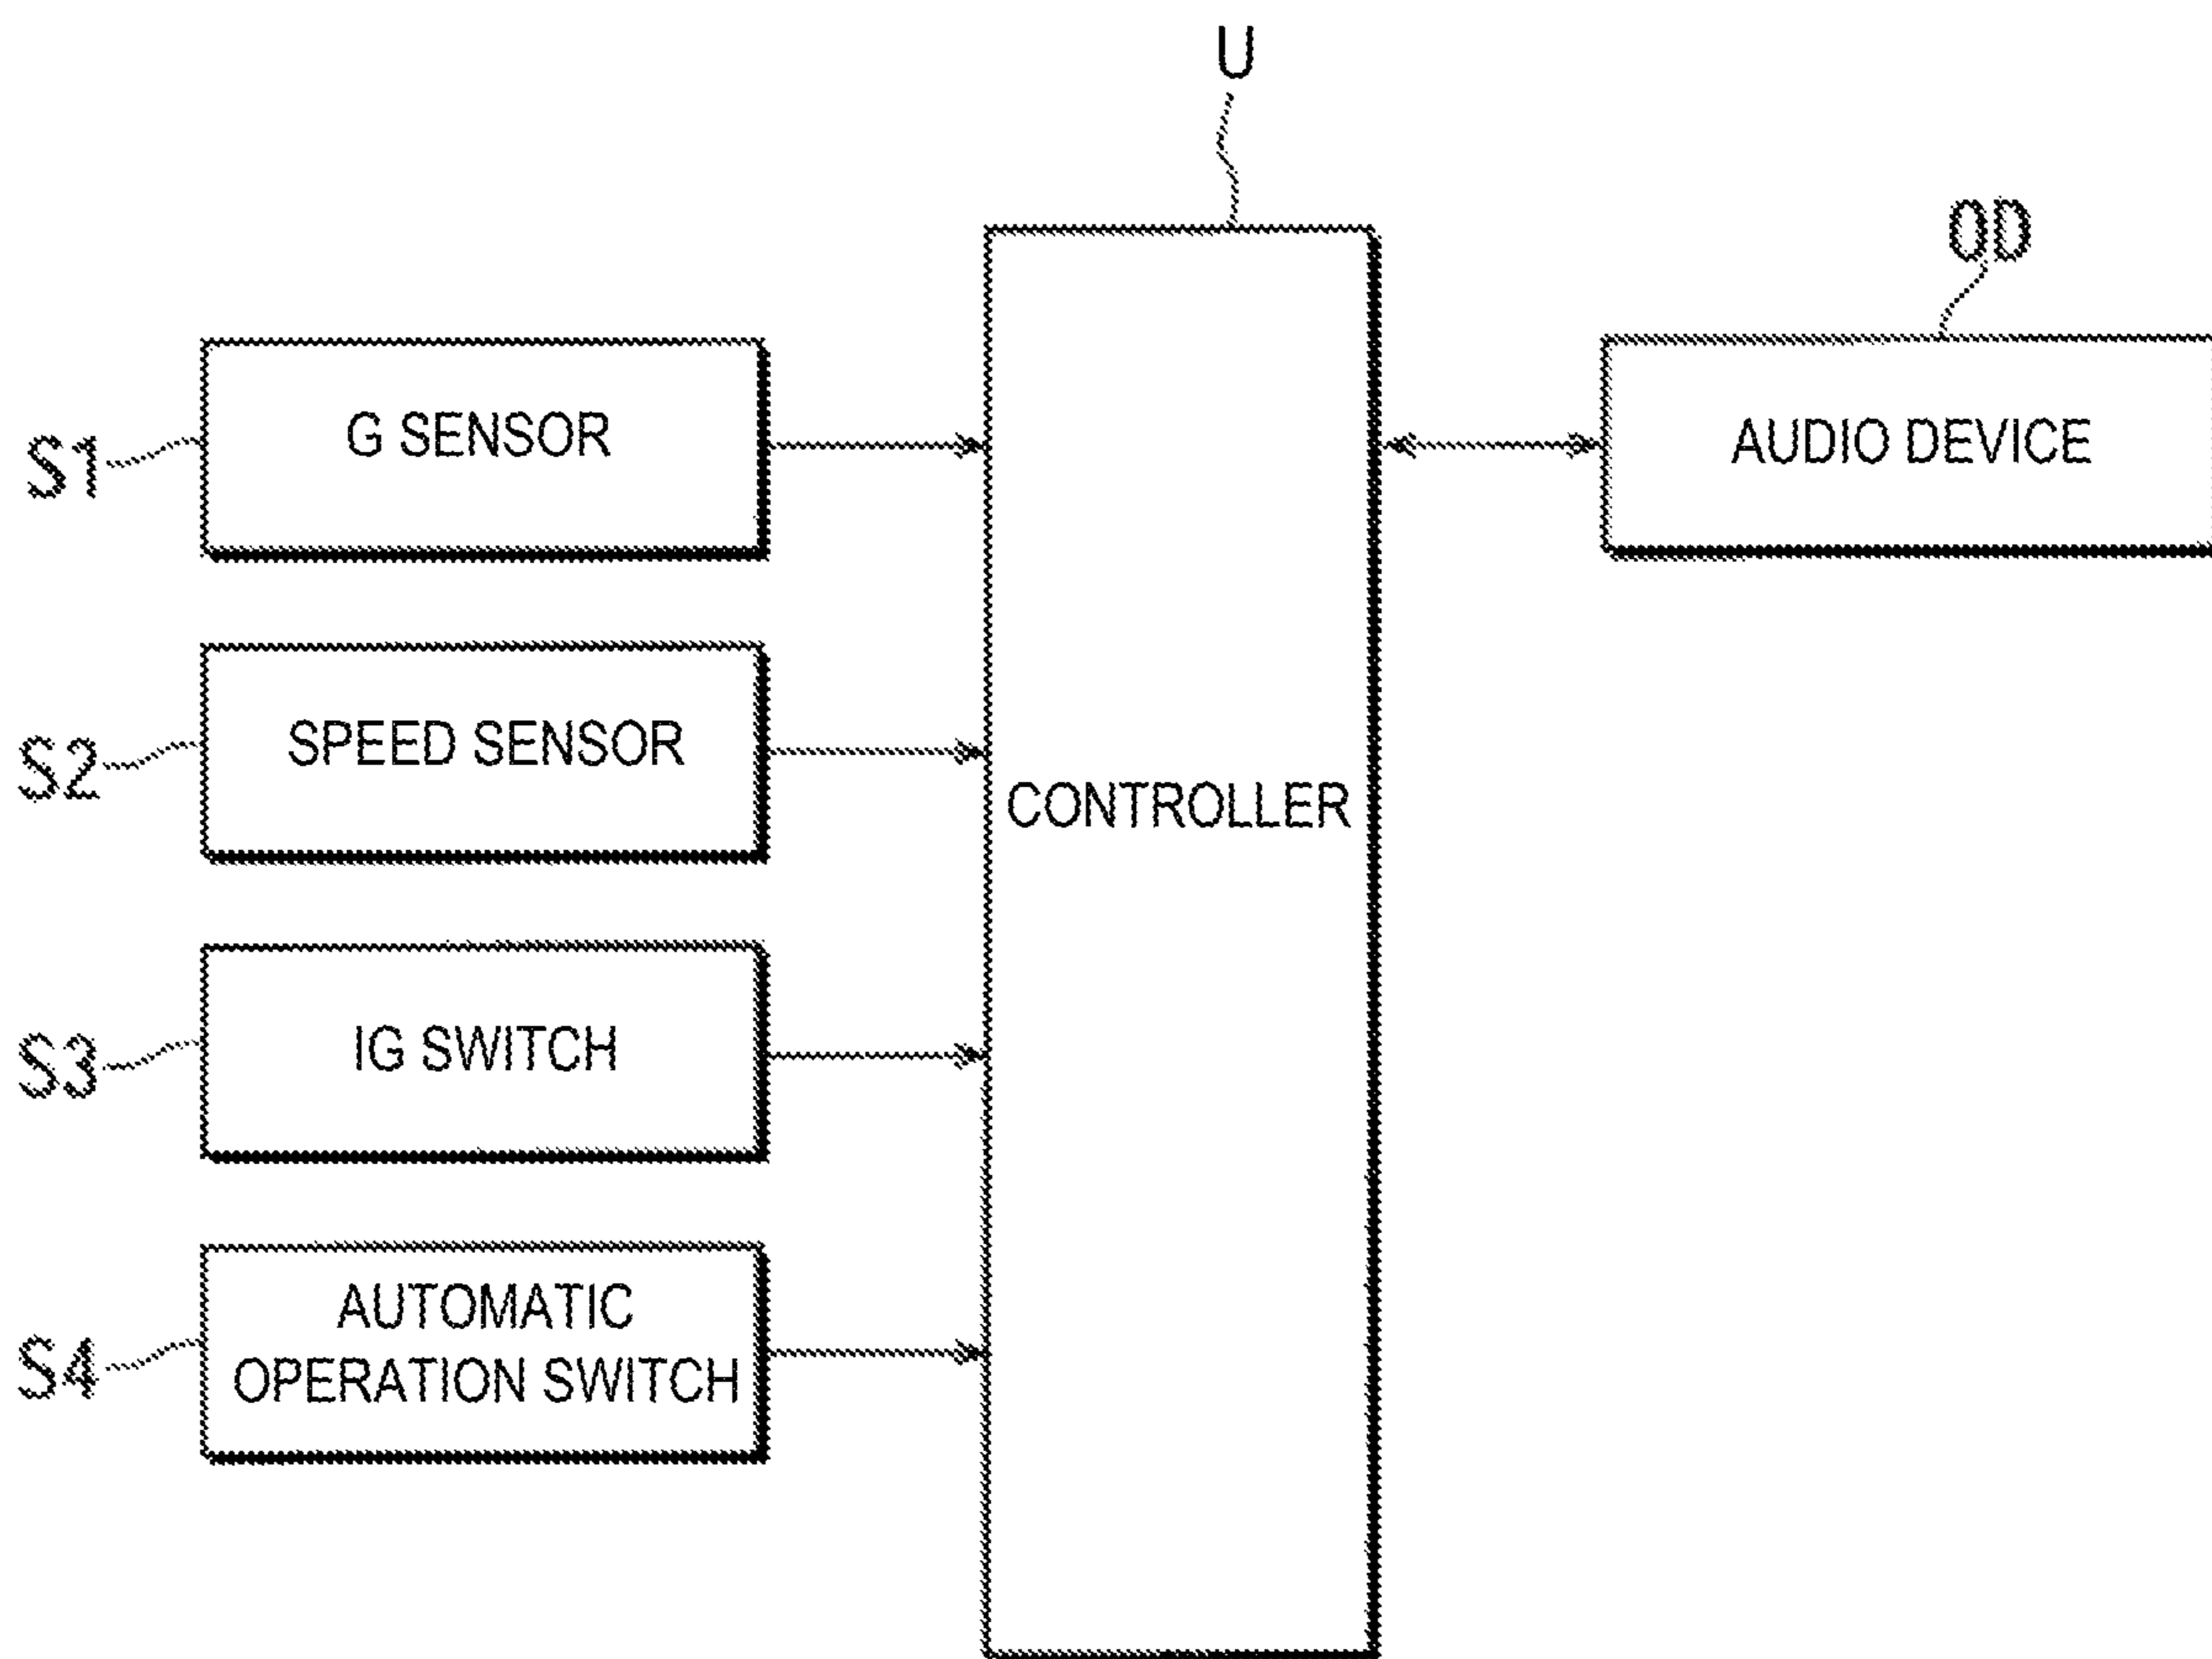 U
OD
S1
G SENSOR
AUDIO DEVICE
S2
SPEED SENSOR
CONTROLLER
S3
IG SWITCH
S4
AUTOMATIC
OPERATION SWITCH